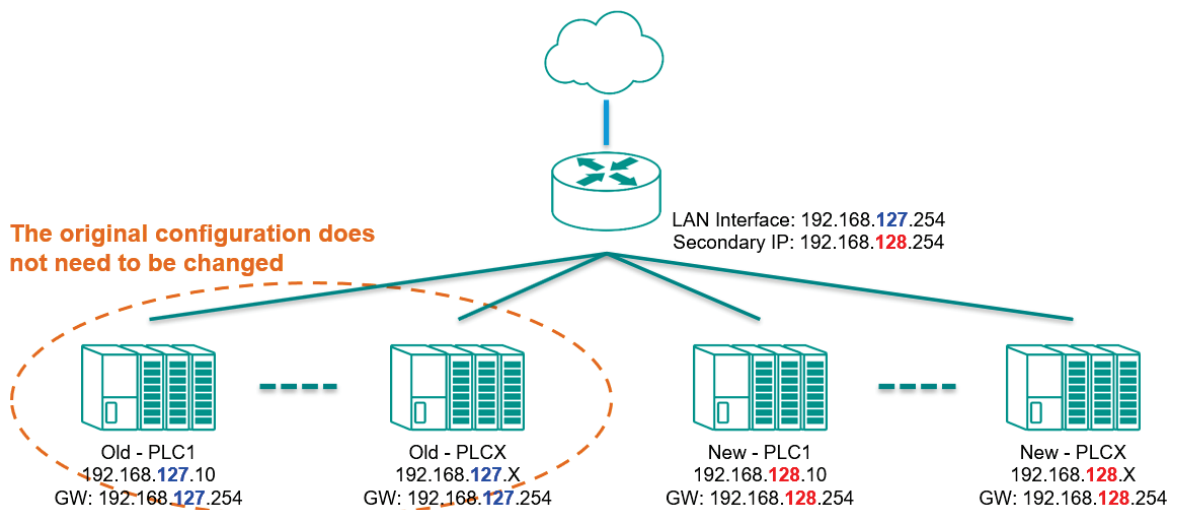 LAN Interface: 192.168.127.254
Secondary IP: 192.168.128.254
The original configuration does
not need to be changed
Old - PLC1
192.168.127.10
GW: 192.168.127.254
Old - PLCX
192.168.127.X
GW: 192.168.127.254
New - PLC1
192.168.128.10
GW: 192.168.128.254
New - PLCX
192.168.128.X
GW: 192.168.128.254